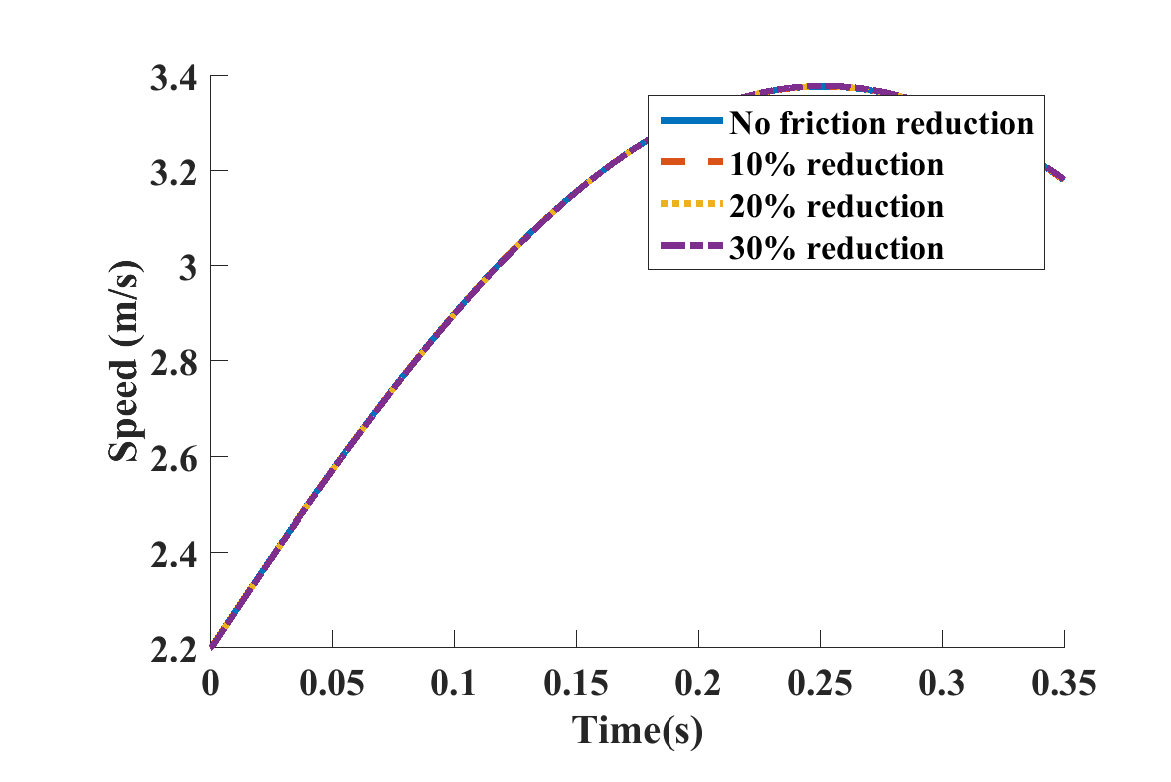 3.4
3.2
3
2.8
2.6
2.4
2.2
Speed (m/s)
No friction reduction
10% reduction
20% reduction
30% reduction
0 0.05 0.1 0.15 0.2 0.25 0.3 0.35
Time(s)